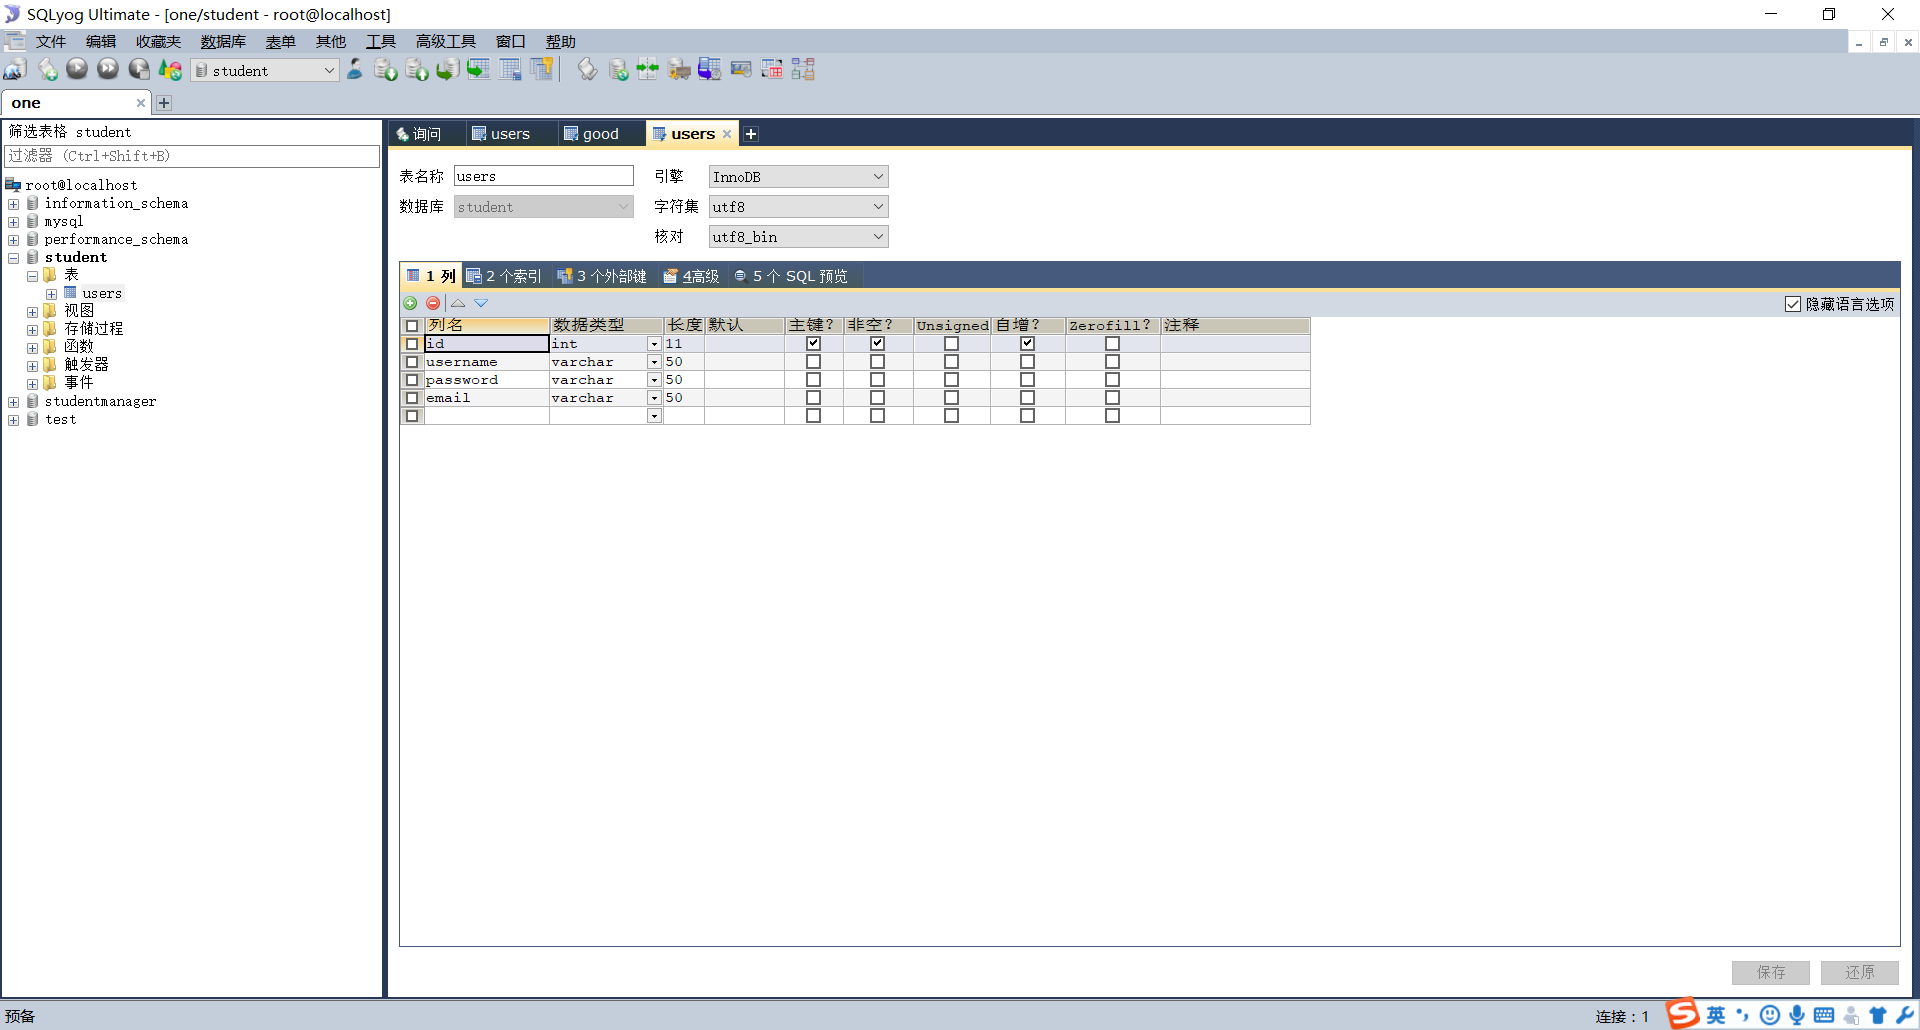 SQLyog Ultimate - [one/student - root@localhost]
文件 编辑 收藏夹 数据库 表单 其他 工具 高级工具 窗口 帮助
student
one
筛选表格 student
过滤器 (Ctrl+Shift+B)
root@localhost
information_schema
mysql
performance_schema
student
表
users
视图
存储过程
函数
触发器
事件
studentmanager
test
询问 users good users
表名称 users 引擎 InnoDB
数据库 student 字符集 utf8
核对 utf8_bin
1 列 2 个索引 3 个外部键 4高级 5 个 SQL 预览
隐藏语言选项
列名 数据类型 长度 默认 主键? 非空? Unsigned 自增? Zerofill? 注释
id int 11
username varchar 50
password varchar 50
email varchar 50
保存 还原
预备 连接：1 S 英